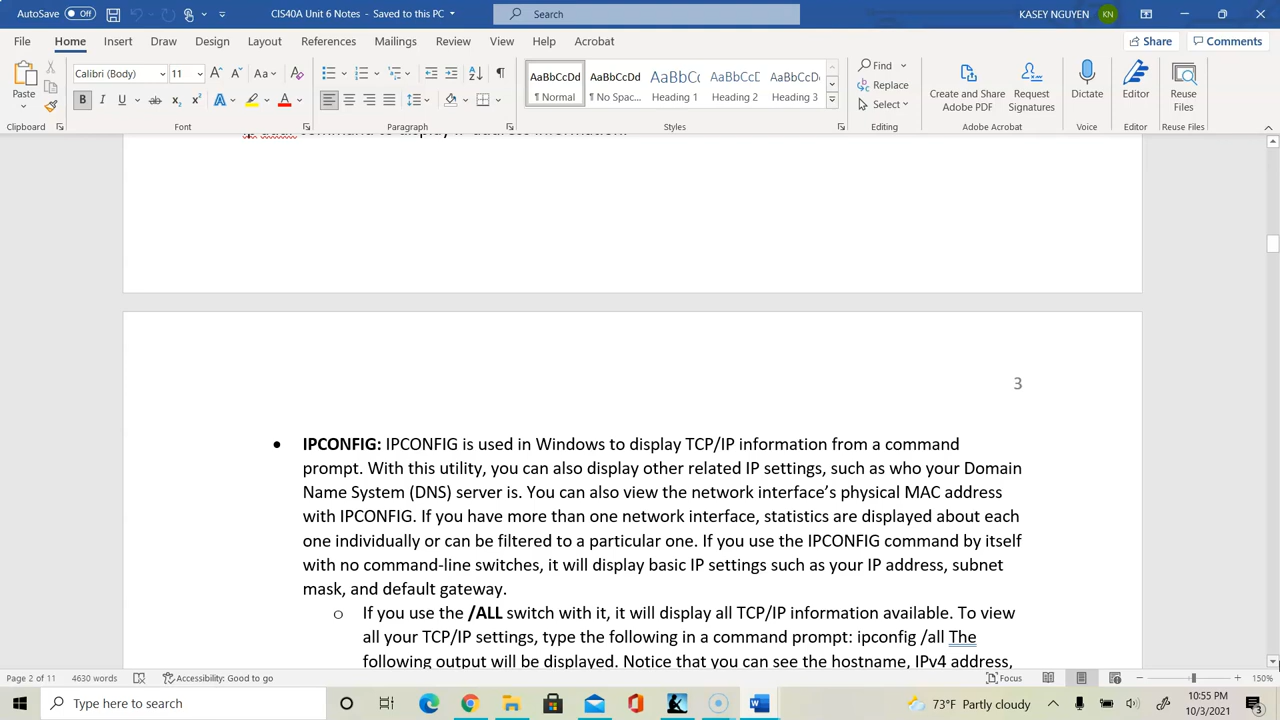 AutoSave Off CIS40A Unit 6 Notes • Saved to this PC Search KASEY NGUYEN KN
File Home Insert Draw Design Layout References Mailings Review View Help Acrobat Share Comments
Paste Calibri (Body) 11 Aa AaBbCcDd AaBbCcDd AaBbCc AaBbCcD AaBbCcDc Find Create and Share Request Dictate Editor Reuse
B I U ab x₂ x² A A ¶ Normal ¶ No Spac... Heading 1 Heading 2 Heading 3 Replace Adobe PDF Signatures Files
Select
Clipboard Font Paragraph Styles Editing Adobe Acrobat Voice Editor Reuse Files
3
• IPCONFIG: IPCONFIG is used in Windows to display TCP/IP information from a command
prompt. With this utility, you can also display other related IP settings, such as who your Domain
Name System (DNS) server is. You can also view the network interface’s physical MAC address
with IPCONFIG. If you have more than one network interface, statistics are displayed about each
one individually or can be filtered to a particular one. If you use the IPCONFIG command by itself
with no command-line switches, it will display basic IP settings such as your IP address, subnet
mask, and default gateway.
o If you use the /ALL switch with it, it will display all TCP/IP information available. To view
all your TCP/IP settings, type the following in a command prompt: ipconfig /all The
following output will be displayed. Notice that you can see the hostname, IPv4 address,
Page 2 of 11 4630 words Accessibility: Good to go Focus 150%
Type here to search 73°F Partly cloudy 10:55 PM
10/3/2021 3